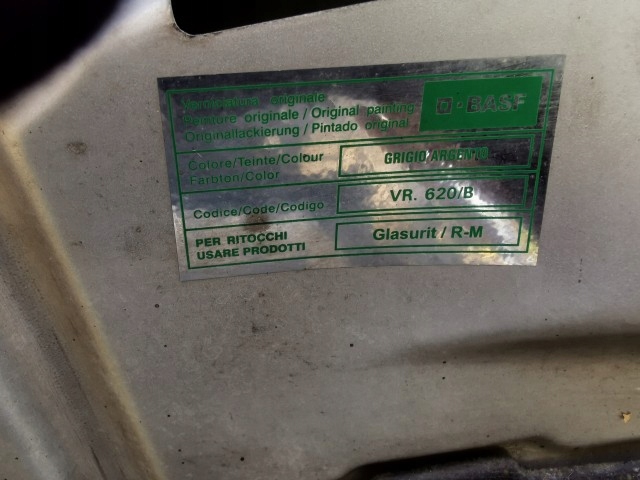 Verniciatura originale
Peinture originale / Original painting
Originallackierung / Pintado original
BASF
Colore/Teinte/Colour
Farbton/Color
GRIGIO ARGENTO
Codice/Code/Codigo
VR. 620/B
PER RITOCCHI
USARE PRODOTTI
Glasurit / R-M